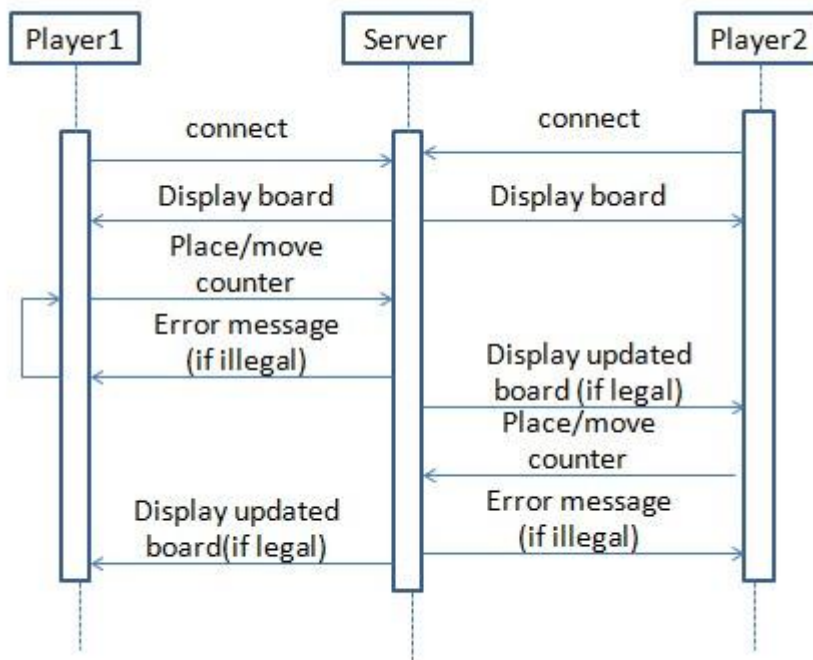 Player1
Server
Player2
connect
connect
Display board
Display board
Place/move
counter
Error message
(if illegal)
Display updated
board (if legal)
Place/move
counter
Error message
(if illegal)
Display updated
board(if legal)